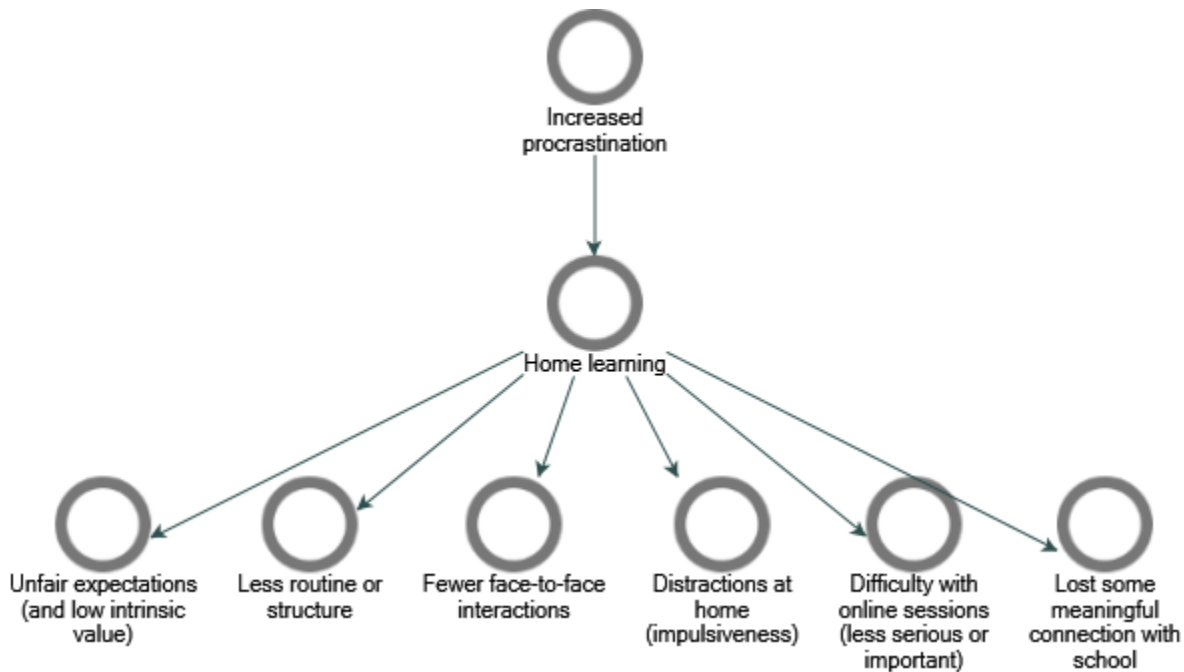 Increased
procrastination
Home learning
Unfair expectations
(and low intrinsic
value)
Less routine or
structure
Fewer face-to-face
interactions
Distractions at
home
(impulsiveness)
Difficulty with
online sessions
(less serious or
important)
Lost some
meaningful
connection with
school